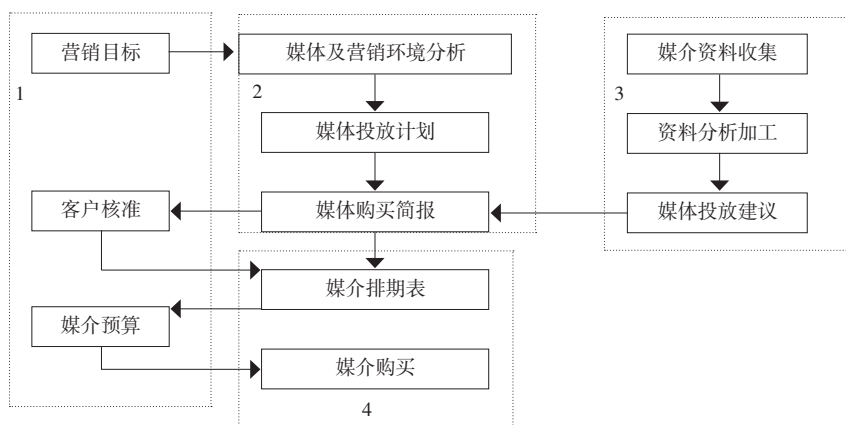 营销目标
媒体及营销环境分析
媒介资料收集
1
2
3
媒体投放计划
资料分析加工
客户核准
媒体购买简报
媒体投放建议
媒介排期表
媒介预算
媒介购买
4